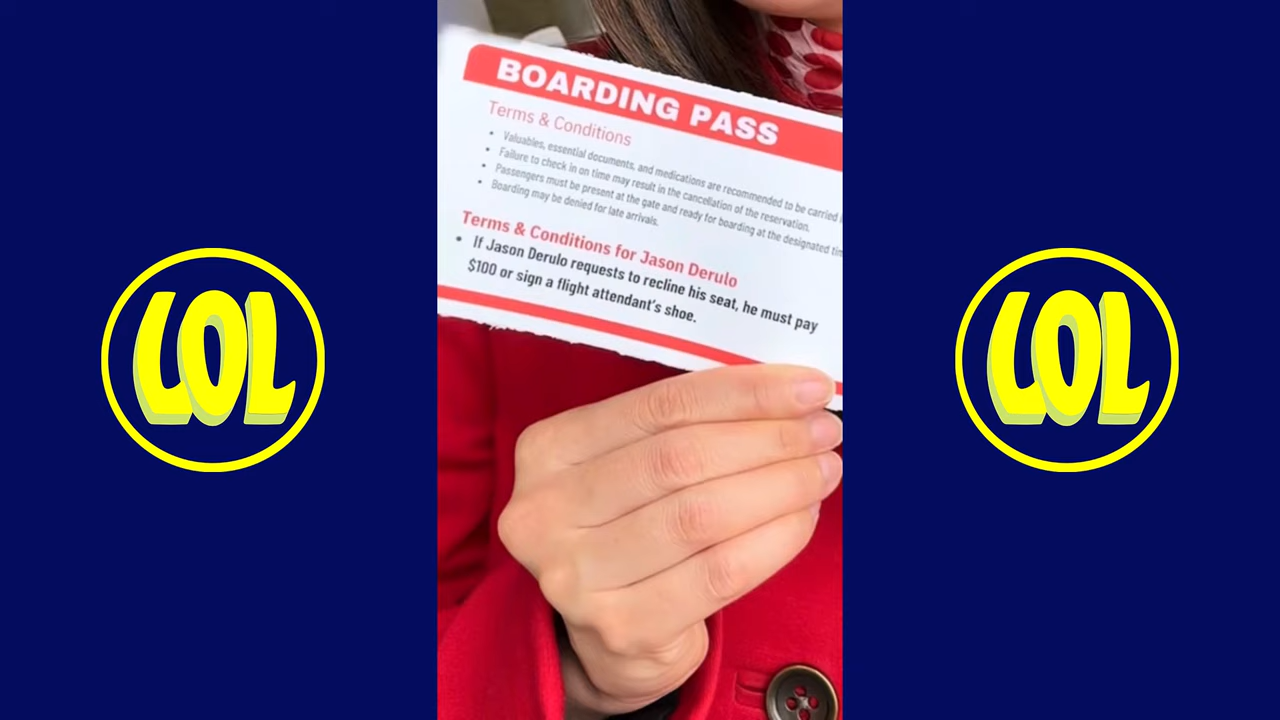 LOL
BOARDING PASS
Terms & Conditions
• Valuables, essential documents, and medications are recommended to be carried
• Failure to check in on time may result in the cancellation of the reservation.
• Passengers must be present at the gate and ready for boarding at the designated
• Boarding may be denied for late arrivals.
Terms & Conditions for Jason Derulo
• If Jason Derulo requests to recline his seat, he must pay
$100 or sign a flight attendant's shoe.
LOL